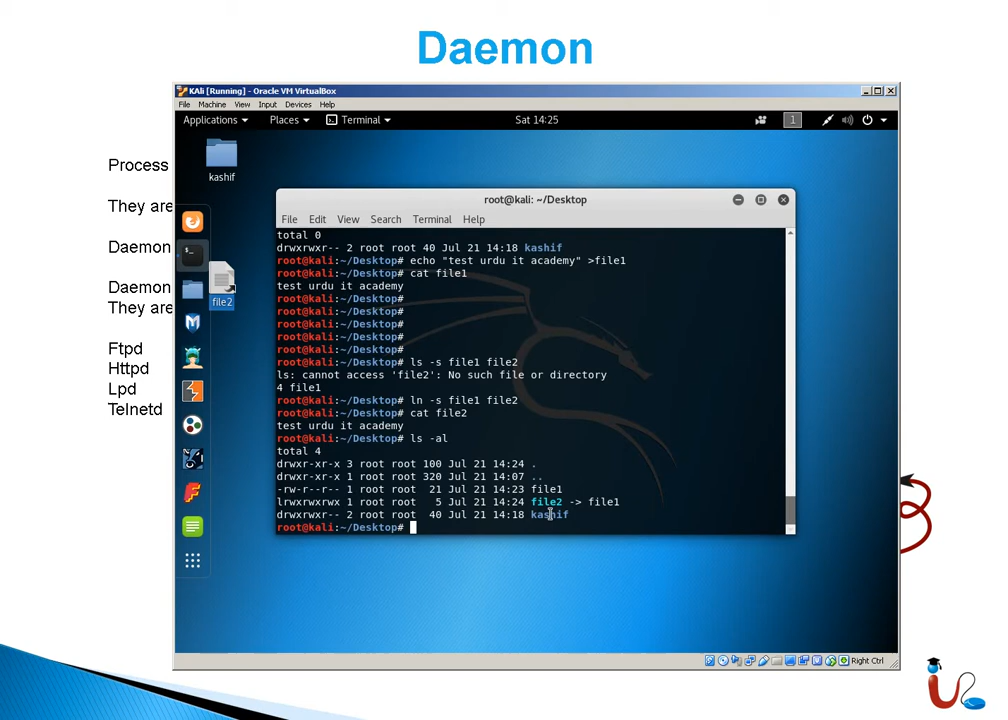 Daemon
KAli [Running] - Oracle VM VirtualBox
File Machine View Input Devices Help
Applications Places Terminal Sat 14:25 1
kashif
Process
They are
Daemon
Daemon
They are
Ftpd
Httpd
Lpd
Telnetd
file2
root@kali: ~/Desktop
File Edit View Search Terminal Help
total 0
drwxrwxr-- 2 root root 40 Jul 21 14:18 kashif
root@kali:~/Desktop# echo "test urdu it academy" >file1
root@kali:~/Desktop# cat file1
test urdu it academy
root@kali:~/Desktop#
root@kali:~/Desktop#
root@kali:~/Desktop#
root@kali:~/Desktop#
root@kali:~/Desktop#
root@kali:~/Desktop# ls -s file1 file2
ls: cannot access 'file2': No such file or directory
4 file1
root@kali:~/Desktop# ln -s file1 file2
root@kali:~/Desktop# cat file2
test urdu it academy
root@kali:~/Desktop# ls -al
total 4
drwxr-xr-x 3 root root 100 Jul 21 14:24 .
drwxr-xr-x 1 root root 320 Jul 21 14:07 ..
-rw-r--r-- 1 root root 21 Jul 21 14:23 file1
lrwxrwxrwx 1 root root 5 Jul 21 14:24 file2 -> file1
drwxrwxr-- 2 root root 40 Jul 21 14:18 kashif
root@kali:~/Desktop#
Right Ctrl